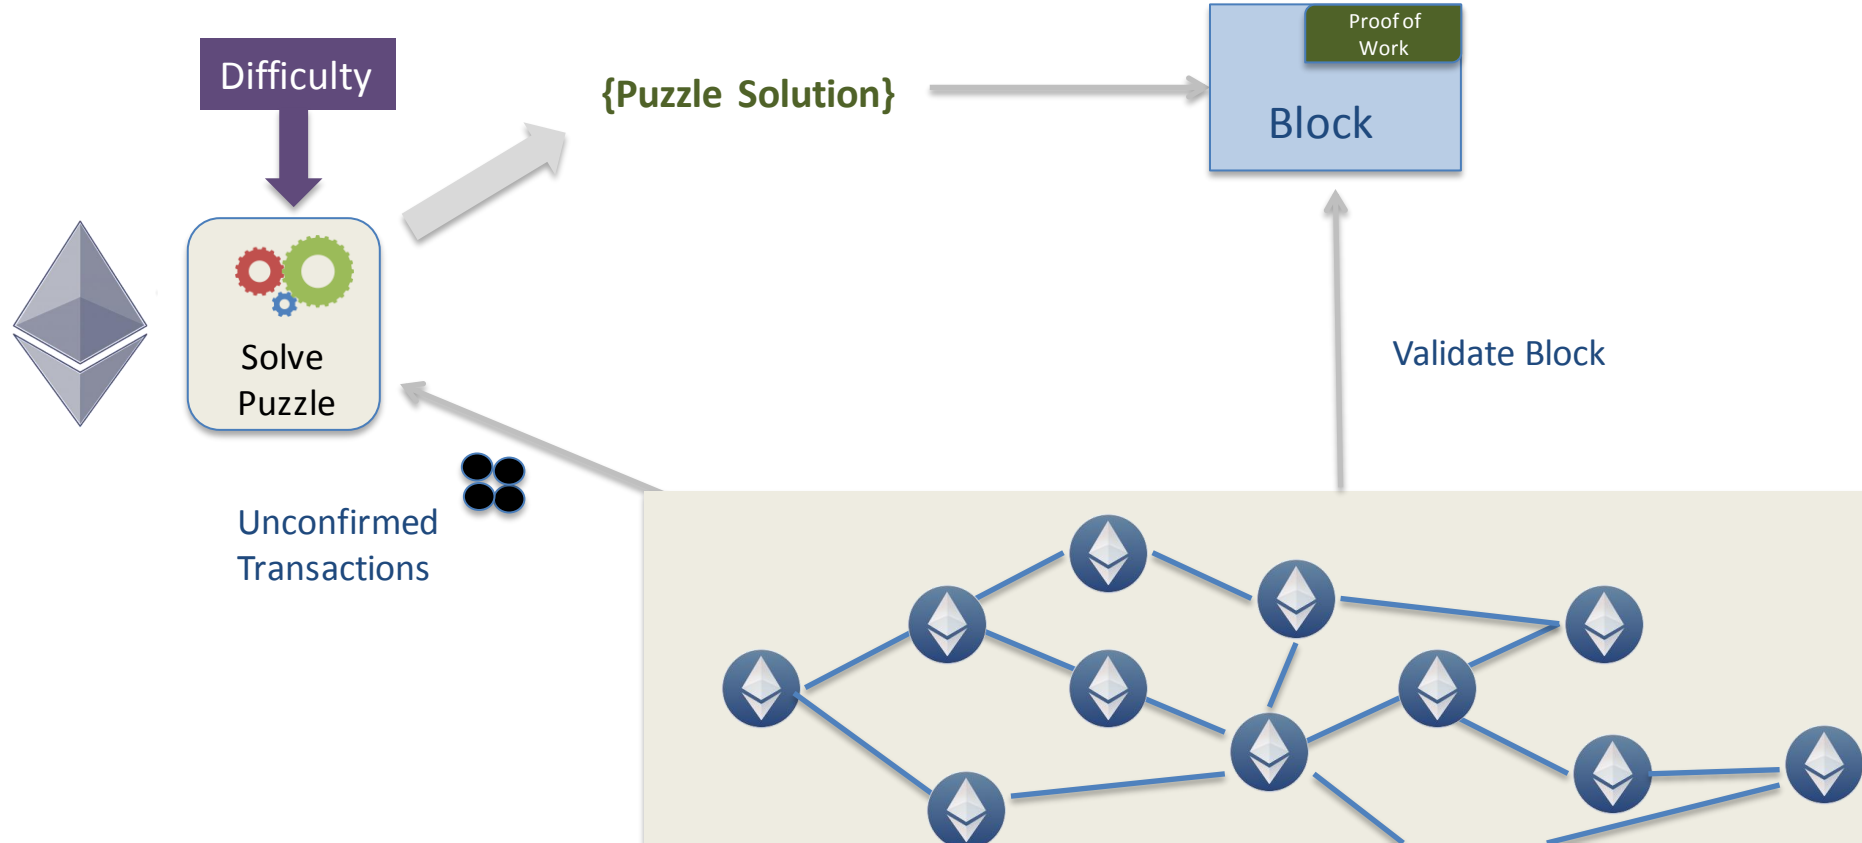 Difficulty
{Puzzle Solution}
Proof of
Work
Block
Solve
Puzzle
Validate Block
Unconfirmed
Transactions